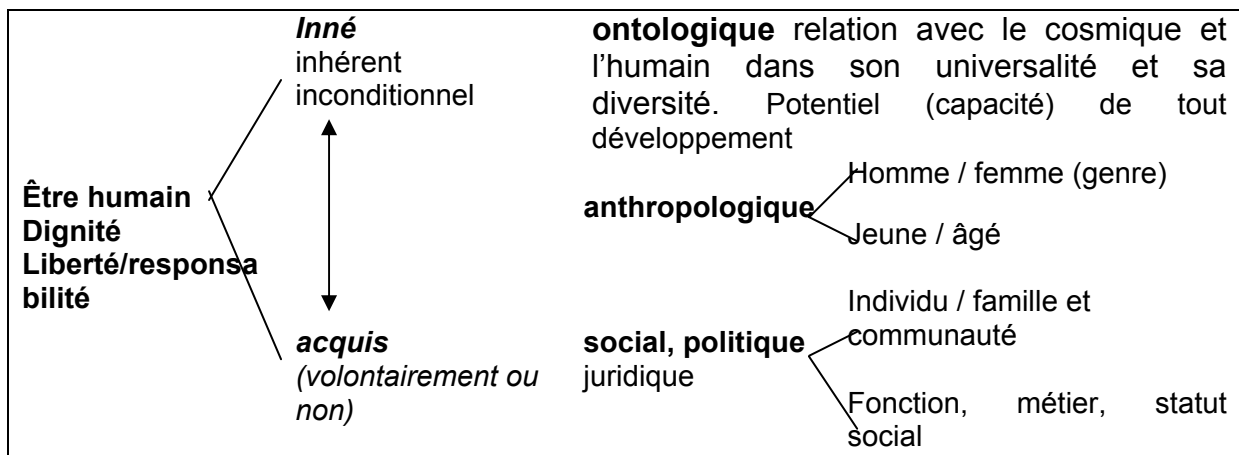 Inné
inhérent
inconditionnel
ontologique relation avec le cosmique et
l’humain dans son universalité et sa
diversité. Potentiel (capacité) de tout
développement
Être humain
Dignité
Liberté/responsa
bilité
anthropologique
Homme / femme (genre)
Jeune / âgé
acquis
(volontairement ou
non)
social, politique
juridique
Individu / famille et
communauté
Fonction, métier, statut
social